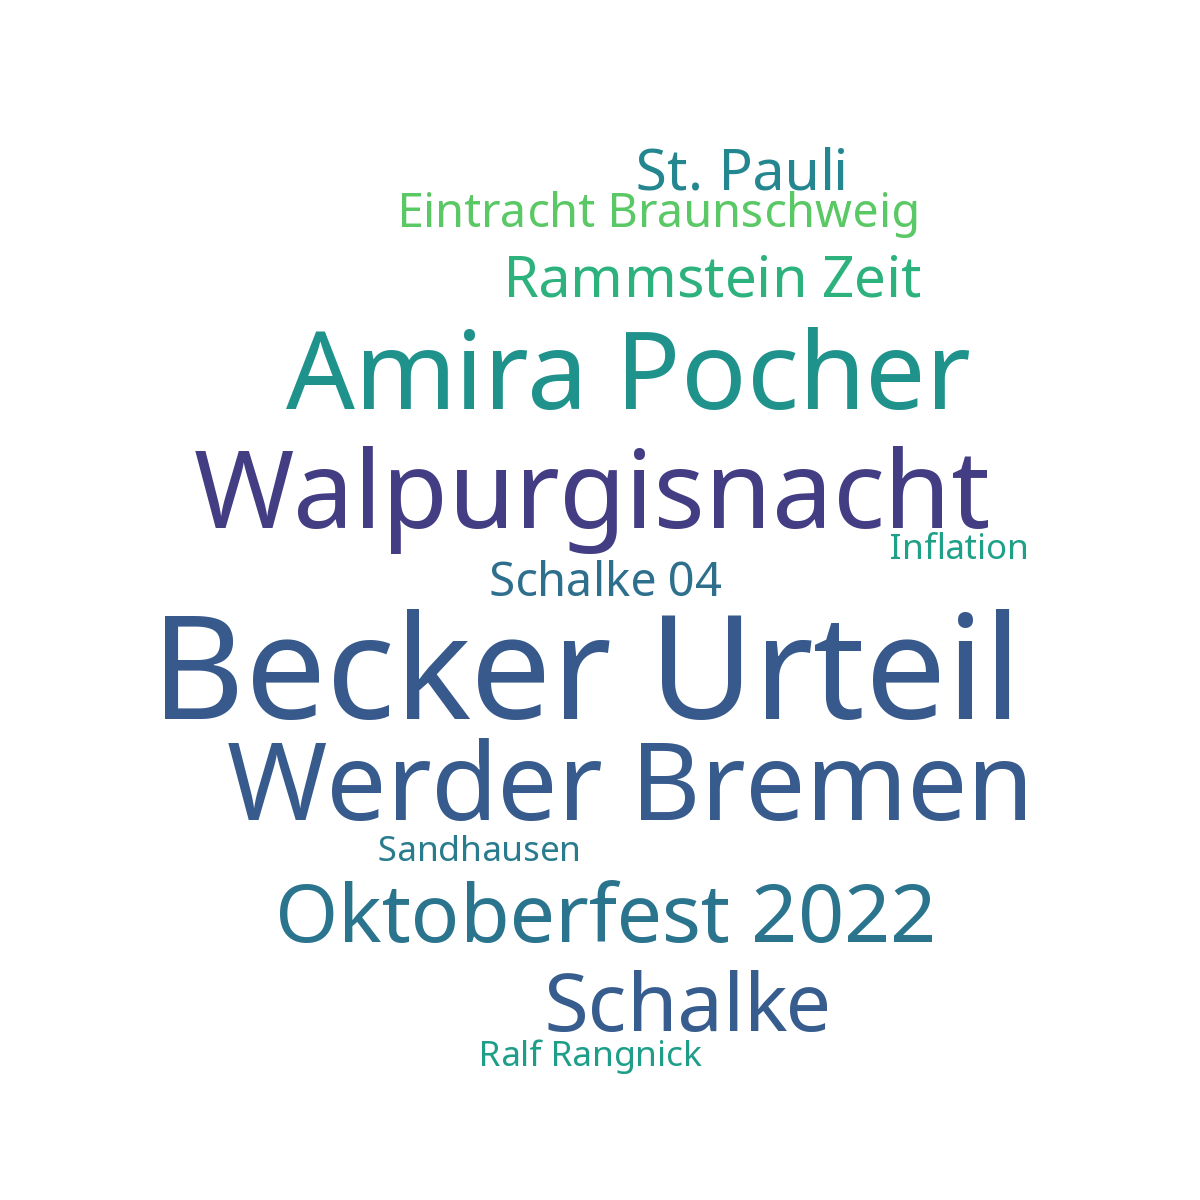 St. Pauli
Eintracht Braunschweig
Rammstein Zeit
Amira Pocher
Walpurgisnacht
Inflation
Schalke 04
Becker Urteil
Werder Bremen
Sandhausen
Oktoberfest 2022
Schalke
Ralf Rangnick